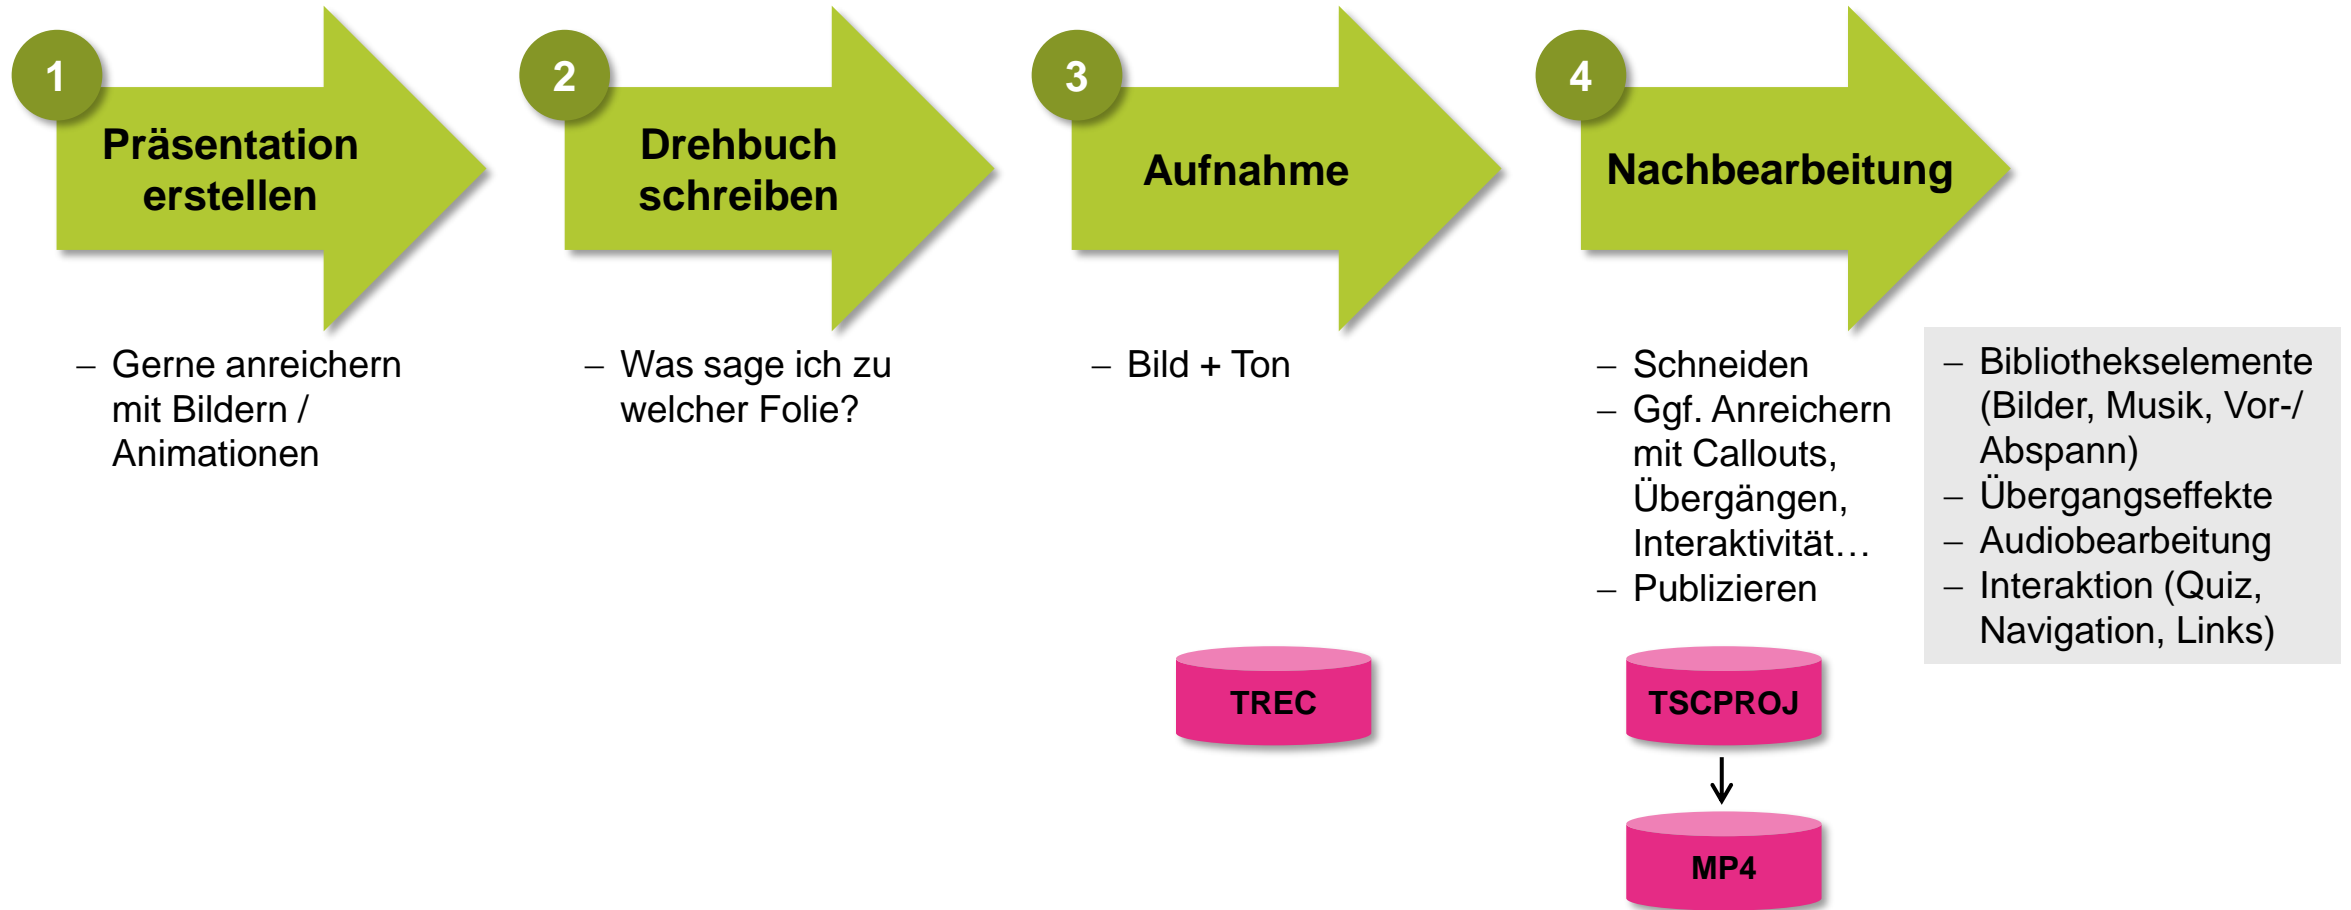 1
Präsentation
erstellen
– Gerne anreichern
mit Bildern /
Animationen
2
Drehbuch
schreiben
– Was sage ich zu
welcher Folie?
3
Aufnahme
– Bild + Ton
TREC
4
Nachbearbeitung
– Schneiden
– Ggf. Anreichern
mit Callouts,
Übergängen,
Interaktivität…
– Publizieren
– Bibliothekselemente
(Bilder, Musik, Vor-/
Abspann)
– Übergangseffekte
– Audiobearbeitung
– Interaktion (Quiz,
Navigation, Links)
TSCPROJ
MP4